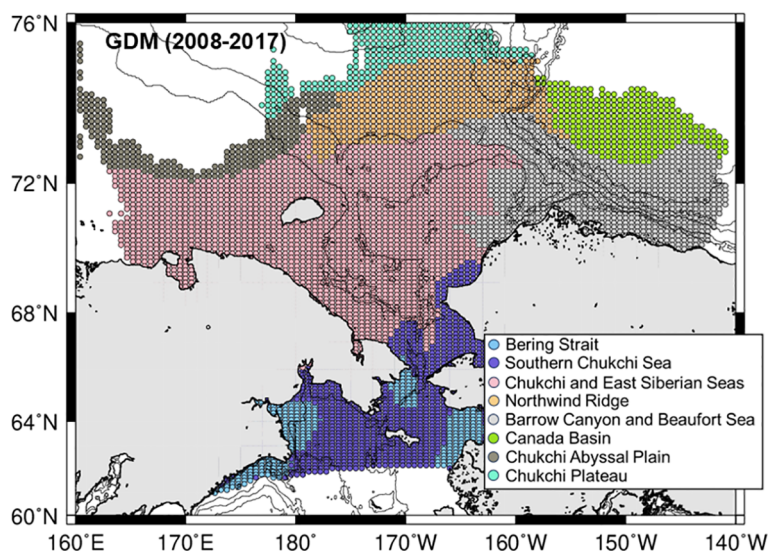 76°N
GDM (2008-2017)
72°N
68°N
Bering Strait
Southern Chukchi Sea
Chukchi and East Siberian Seas
Northwind Ridge
Barrow Canyon and Beaufort Sea
64°N
Canada Basin
Chukchi Abyssal Plain
Chukchi Plateau
60°N
160°E 170°E 180° 170°W 160°W 150°W 140°W